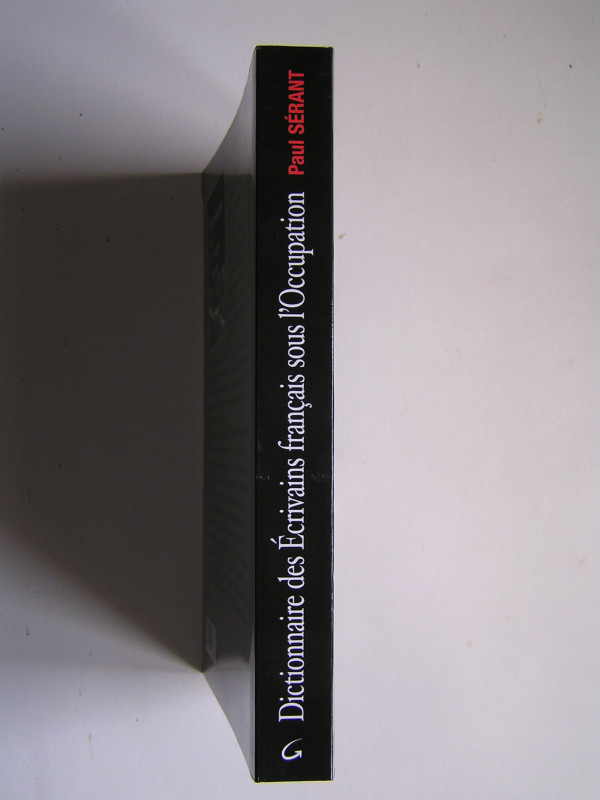 Dictionnaire des Écrivains français sous l'Occupation Paul SÉRANT